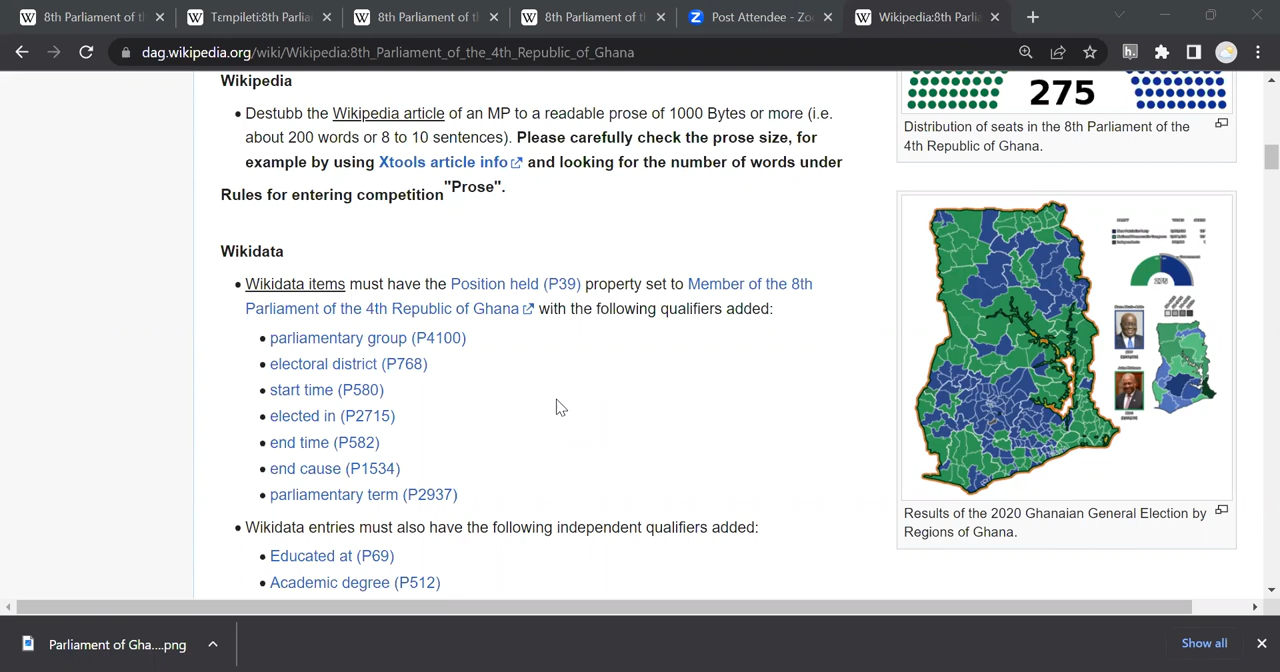 8th Parliament of t
Tɛmpileti:8th Parlia
8th Parliament of t
8th Parliament of t
Post Attendee - Zo
Wikipedia:8th Parli
dag.wikipedia.org/wiki/Wikipedia:8th_Parliament_of_the_4th_Republic_of_Ghana
Wikipedia
• Destubb the Wikipedia article of an MP to a readable prose of 1000 Bytes or more (i.e.
about 200 words or 8 to 10 sentences). Please carefully check the prose size, for
example by using Xtools article info and looking for the number of words under
"Prose".
Rules for entering competition
Wikidata
• Wikidata items must have the Position held (P39) property set to Member of the 8th
Parliament of the 4th Republic of Ghana with the following qualifiers added:
• parliamentary group (P4100)
• electoral district (P768)
• start time (P580)
• elected in (P2715)
• end time (P582)
• end cause (P1534)
• parliamentary term (P2937)
• Wikidata entries must also have the following independent qualifiers added:
• Educated at (P69)
• Academic degree (P512)
275
Distribution of seats in the 8th Parliament of the
4th Republic of Ghana.
Results of the 2020 Ghanaian General Election by
Regions of Ghana.
Parliament of Gha....png
Show all